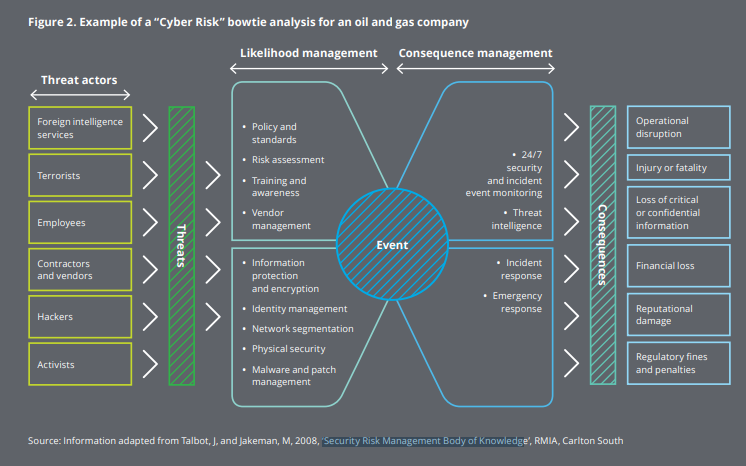 Figure 2. Example of a “Cyber Risk” bowtie analysis for an oil and gas company
Likelihood management
Consequence management
Threat actors
Foreign intelligence
services
Terrorists
Employees
Contractors
and vendors
Hackers
Activists
Threats
• Policy and
standards
• Risk assessment
• Training and
awareness
• Vendor
management
• Information
protection
and encryption
• Identity management
• Network segmentation
• Physical security
• Malware and patch
management
Event
• 24/7
security
and incident
event monitoring
• Threat
intelligence
• Incident
response
• Emergency
response
Consequences
Operational
disruption
Injury or fatality
Loss of critical
or confidential
information
Financial loss
Reputational
damage
Regulatory fines
and penalties
Source: Information adapted from Talbot, J, and Jakeman, M, 2008, ‘Security Risk Management Body of Knowledge’, RMIA, Carlton South